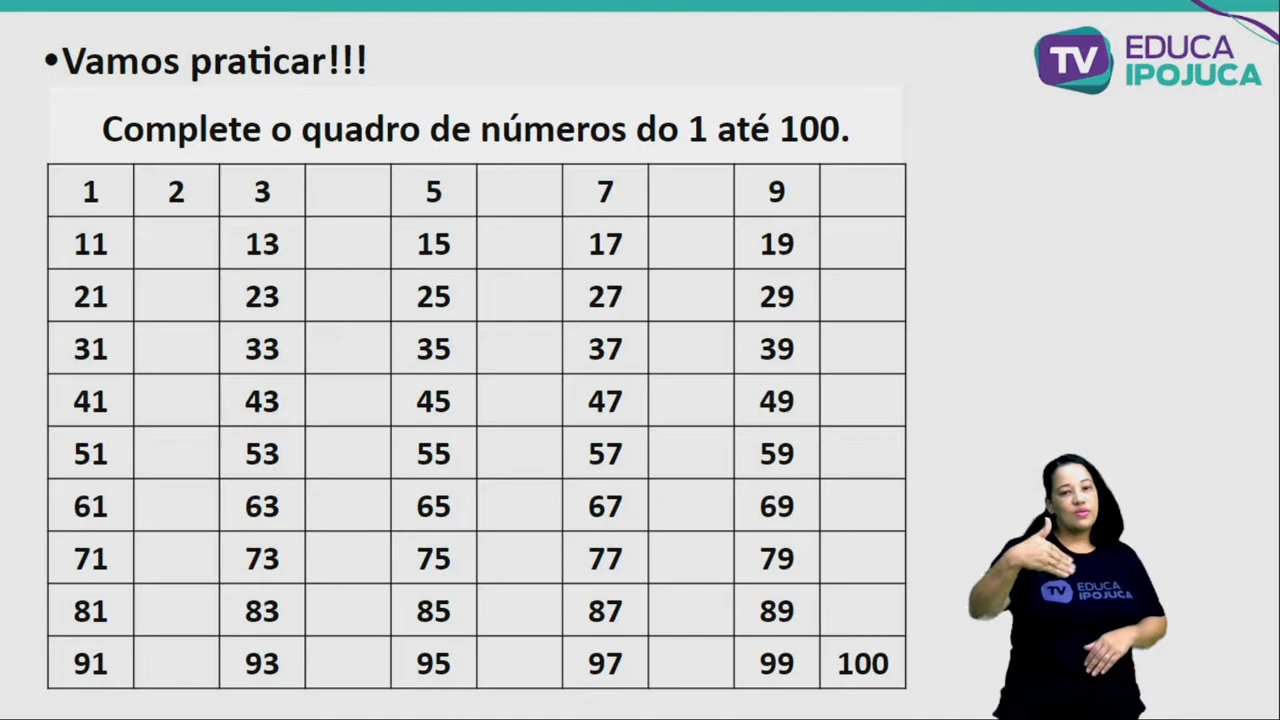 •Vamos praticar!!!
TV EDUCA
IPOJUCA
Complete o quadro de números do 1 até 100.
1 2 3 5 7 9
11 13 15 17 19
21 23 25 27 29
31 33 35 37 39
41 43 45 47 49
51 53 55 57 59
61 63 65 67 69
71 73 75 77 79
81 83 85 87 89
91 93 95 97 99 100
TV EDUCA
IPOJUCA